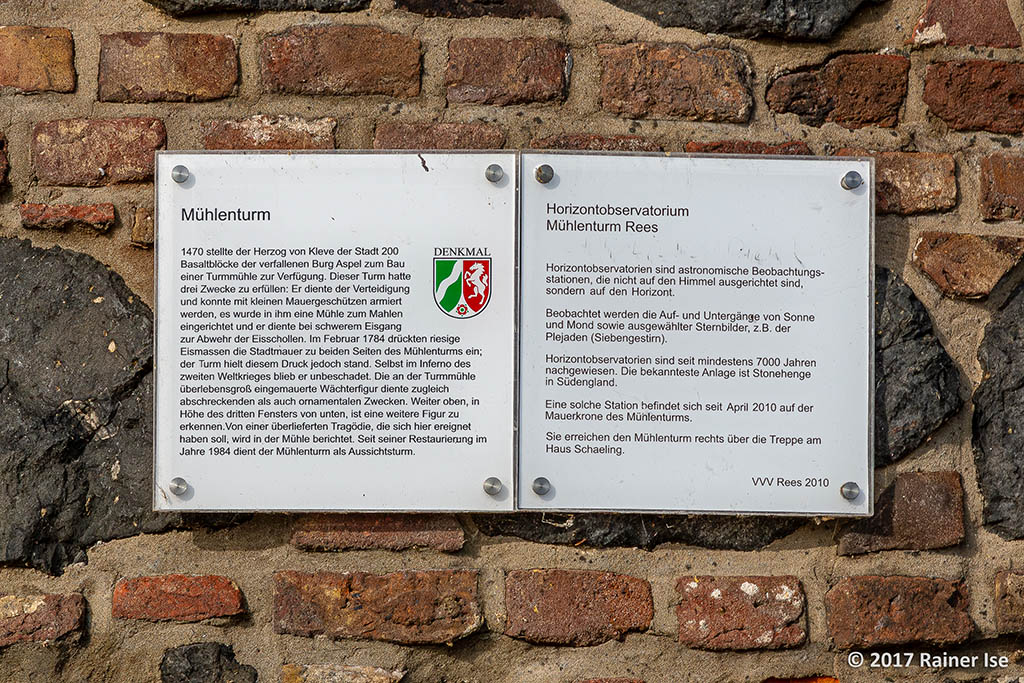 Mühlenturm
1470 stellte der Herzog von Kleve der Stadt 200
Basaltblöcke der verfallenen Burg Aspel zum Bau
einer Turmmühle zur Verfügung. Dieser Turm hatte
drei Zwecke zu erfüllen: Er diente der Verteidigung
und konnte mit kleinen Mauergeschützen armiert
werden, es wurde in ihm eine Mühle zum Mahlen
eingerichtet und er diente bei schwerem Eisgang
zur Abwehr der Eisschollen. Im Februar 1784 drückten riesige
Eismassen die Stadtmauer zu beiden Seiten des Mühlenturms ein;
der Turm hielt diesem Druck jedoch stand. Selbst im Inferno des
zweiten Weltkrieges blieb er unbeschadet. Die an der Turmmühle
überlebensgroß eingemauerte Wächterfigur diente zugleich
abschreckenden als auch ornamentalen Zwecken. Weiter oben, in
Höhe des dritten Fensters von unten, ist eine weitere Figur zu
erkennen.Von einer überlieferten Tragödie, die sich hier ereignet
haben soll, wird in der Mühle berichtet. Seit seiner Restaurierung im
Jahre 1984 dient der Mühlenturm als Aussichtsturm.
DENKMAL
Horizontobservatorium
Mühlenturm Rees
Horizontobservatorien sind astronomische Beobachtungs-
stationen, die nicht auf den Himmel ausgerichtet sind,
sondern auf den Horizont.
Beobachtet werden die Auf- und Untergänge von Sonne
und Mond sowie ausgewählter Sternbilder, z.B. der
Plejaden (Siebengestirn).
Horizontobservatorien sind seit mindestens 7000 Jahren
nachgewiesen. Die bekannteste Anlage ist Stonehenge
in Südengland.
Eine solche Station befindet sich seit April 2010 auf der
Mauerkrone des Mühlenturms.
Sie erreichen den Mühlenturm rechts über die Treppe am
Haus Schaeling.
VVV Rees 2010
© 2017 Rainer Ise